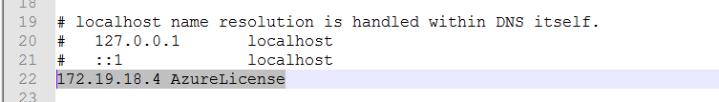 18
19 # localhost name resolution is handled within DNS itself.
20 #   127.0.0.1       localhost
21 #   ::1             localhost
22 172.19.18.4 AzureLicense
23